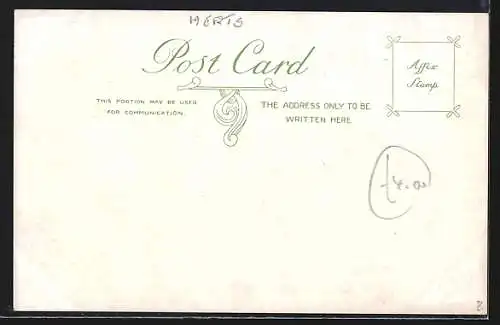 HERTS
Post Card
Affix
Stamp
THIS PORTION MAY BE USED
FOR COMMUNICATION.
THE ADDRESS ONLY TO BE
WRITTEN HERE.
£4.00